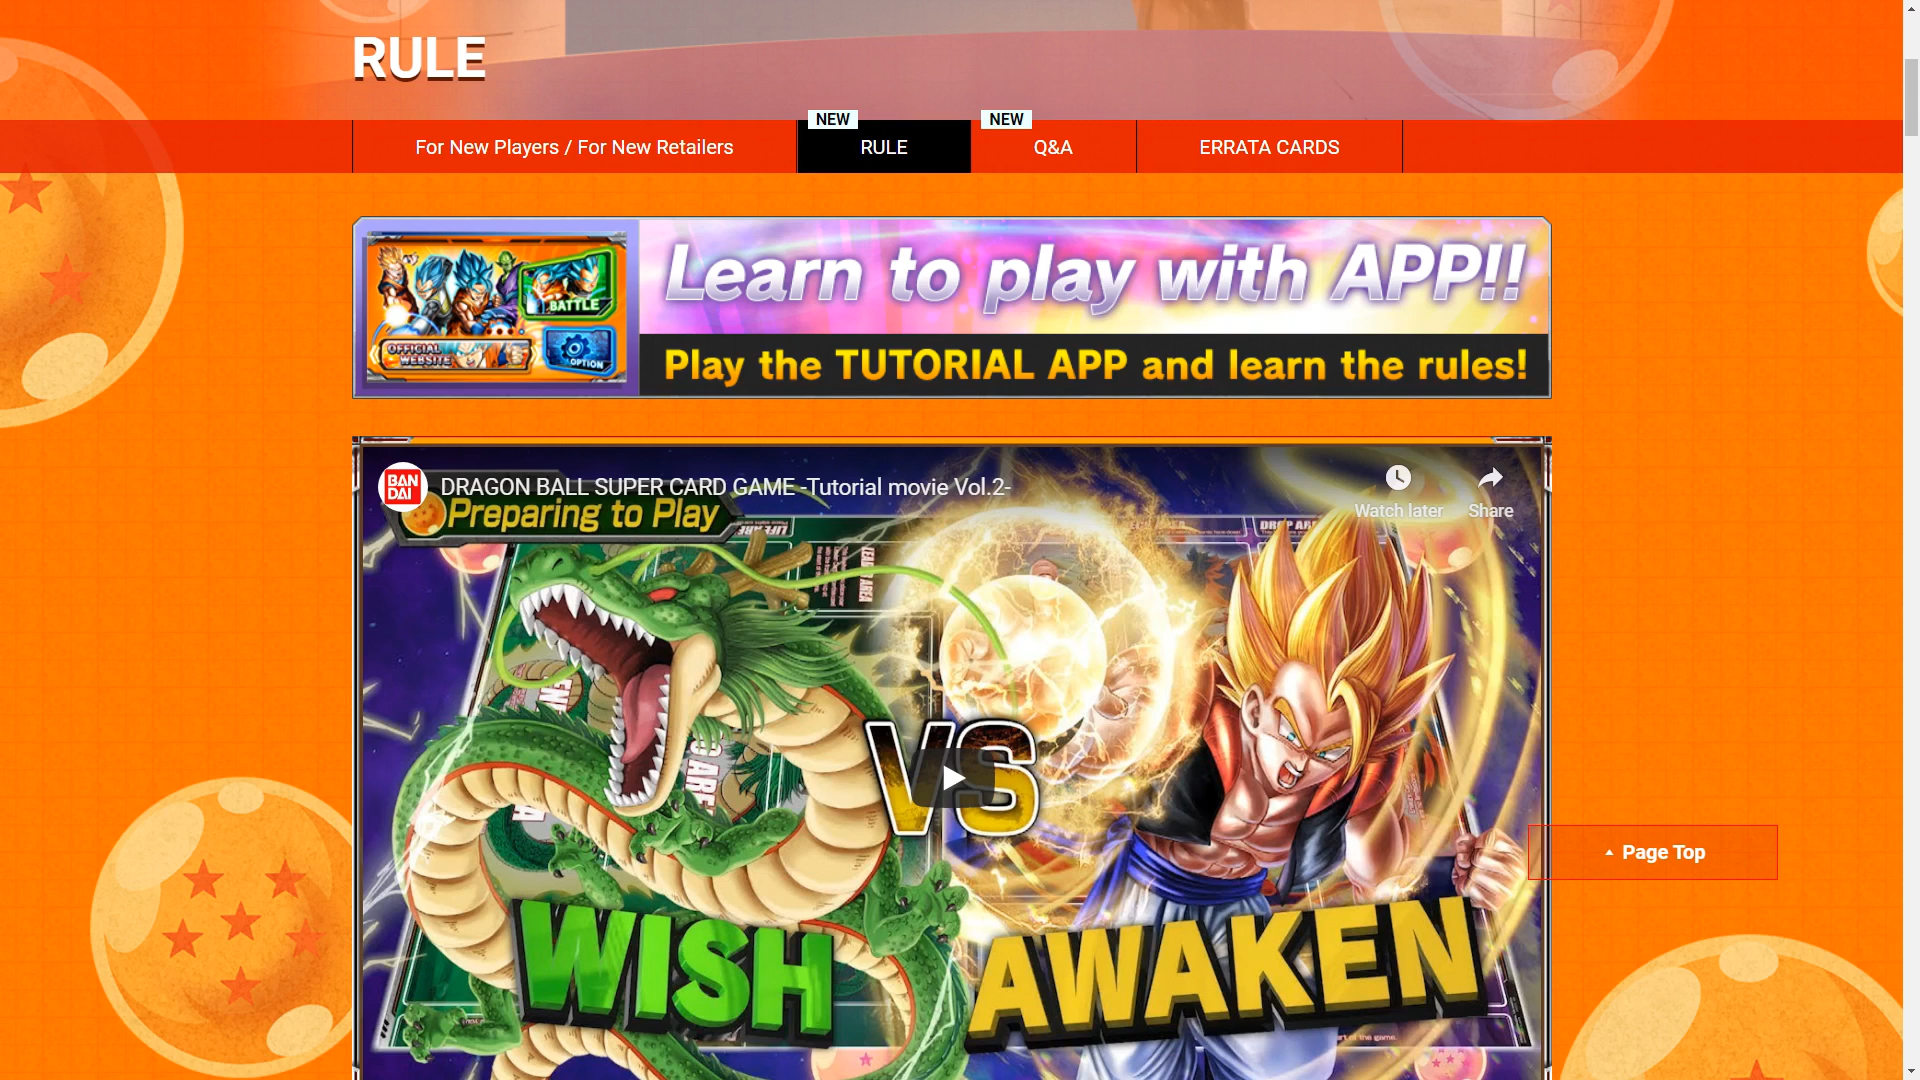 RULE
NEW
NEW
For New Players / For New Retailers
RULE
Q&A
ERRATA CARDS
Learn to play with APP!!
BATTLE
OFFICIAL
WEBSITE
OPTION
Play the TUTORIAL APP and learn the rules!
BAN
DAI
DRAGON BALL SUPER CARD GAME -Tutorial movie Vol.2-
Watch later
Share
Preparing to Play
VS
Page Top
WISH
AWAKEN